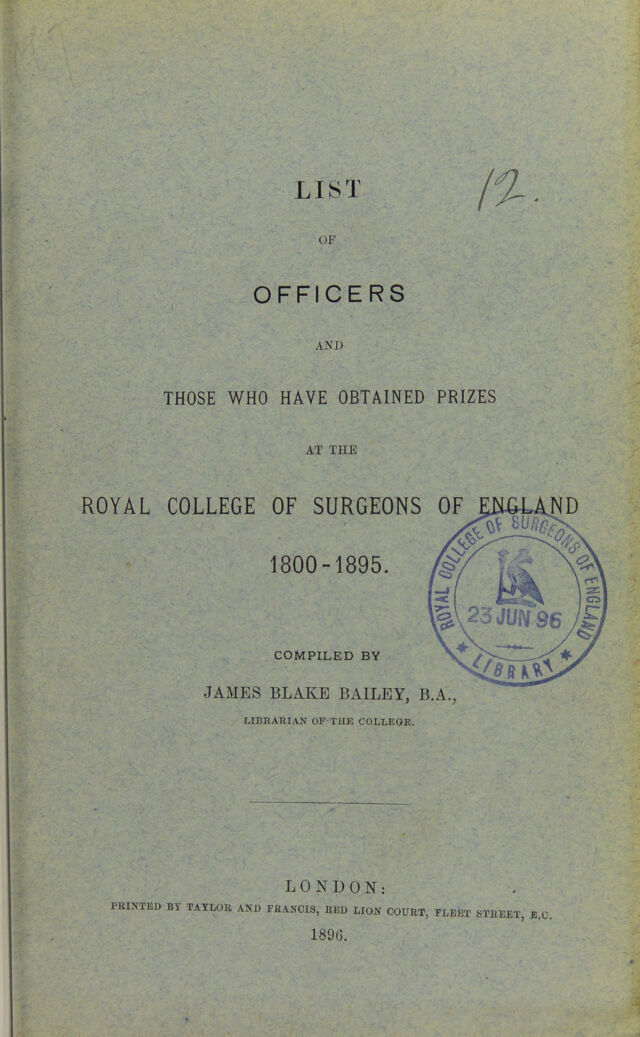 LIST
12.
OF
OFFICERS
AND
THOSE WHO HAVE OBTAINED PRIZES
AT THE
ROYAL COLLEGE OF SURGEONS OF ENGLAND
1800-1895.
ROYAL COLLEGE OF SURGEONS OF ENGLAND
23 JUN 96
* LIBRARY *
COMPILED BY
JAMES BLAKE BAILEY, B.A.,
LIBRARIAN OF THE COLLEGE.
LONDON:
PRINTED BY TAYLOR AND FRANCIS, RED LION COURT, FLEET STREET, E.C.
1896.